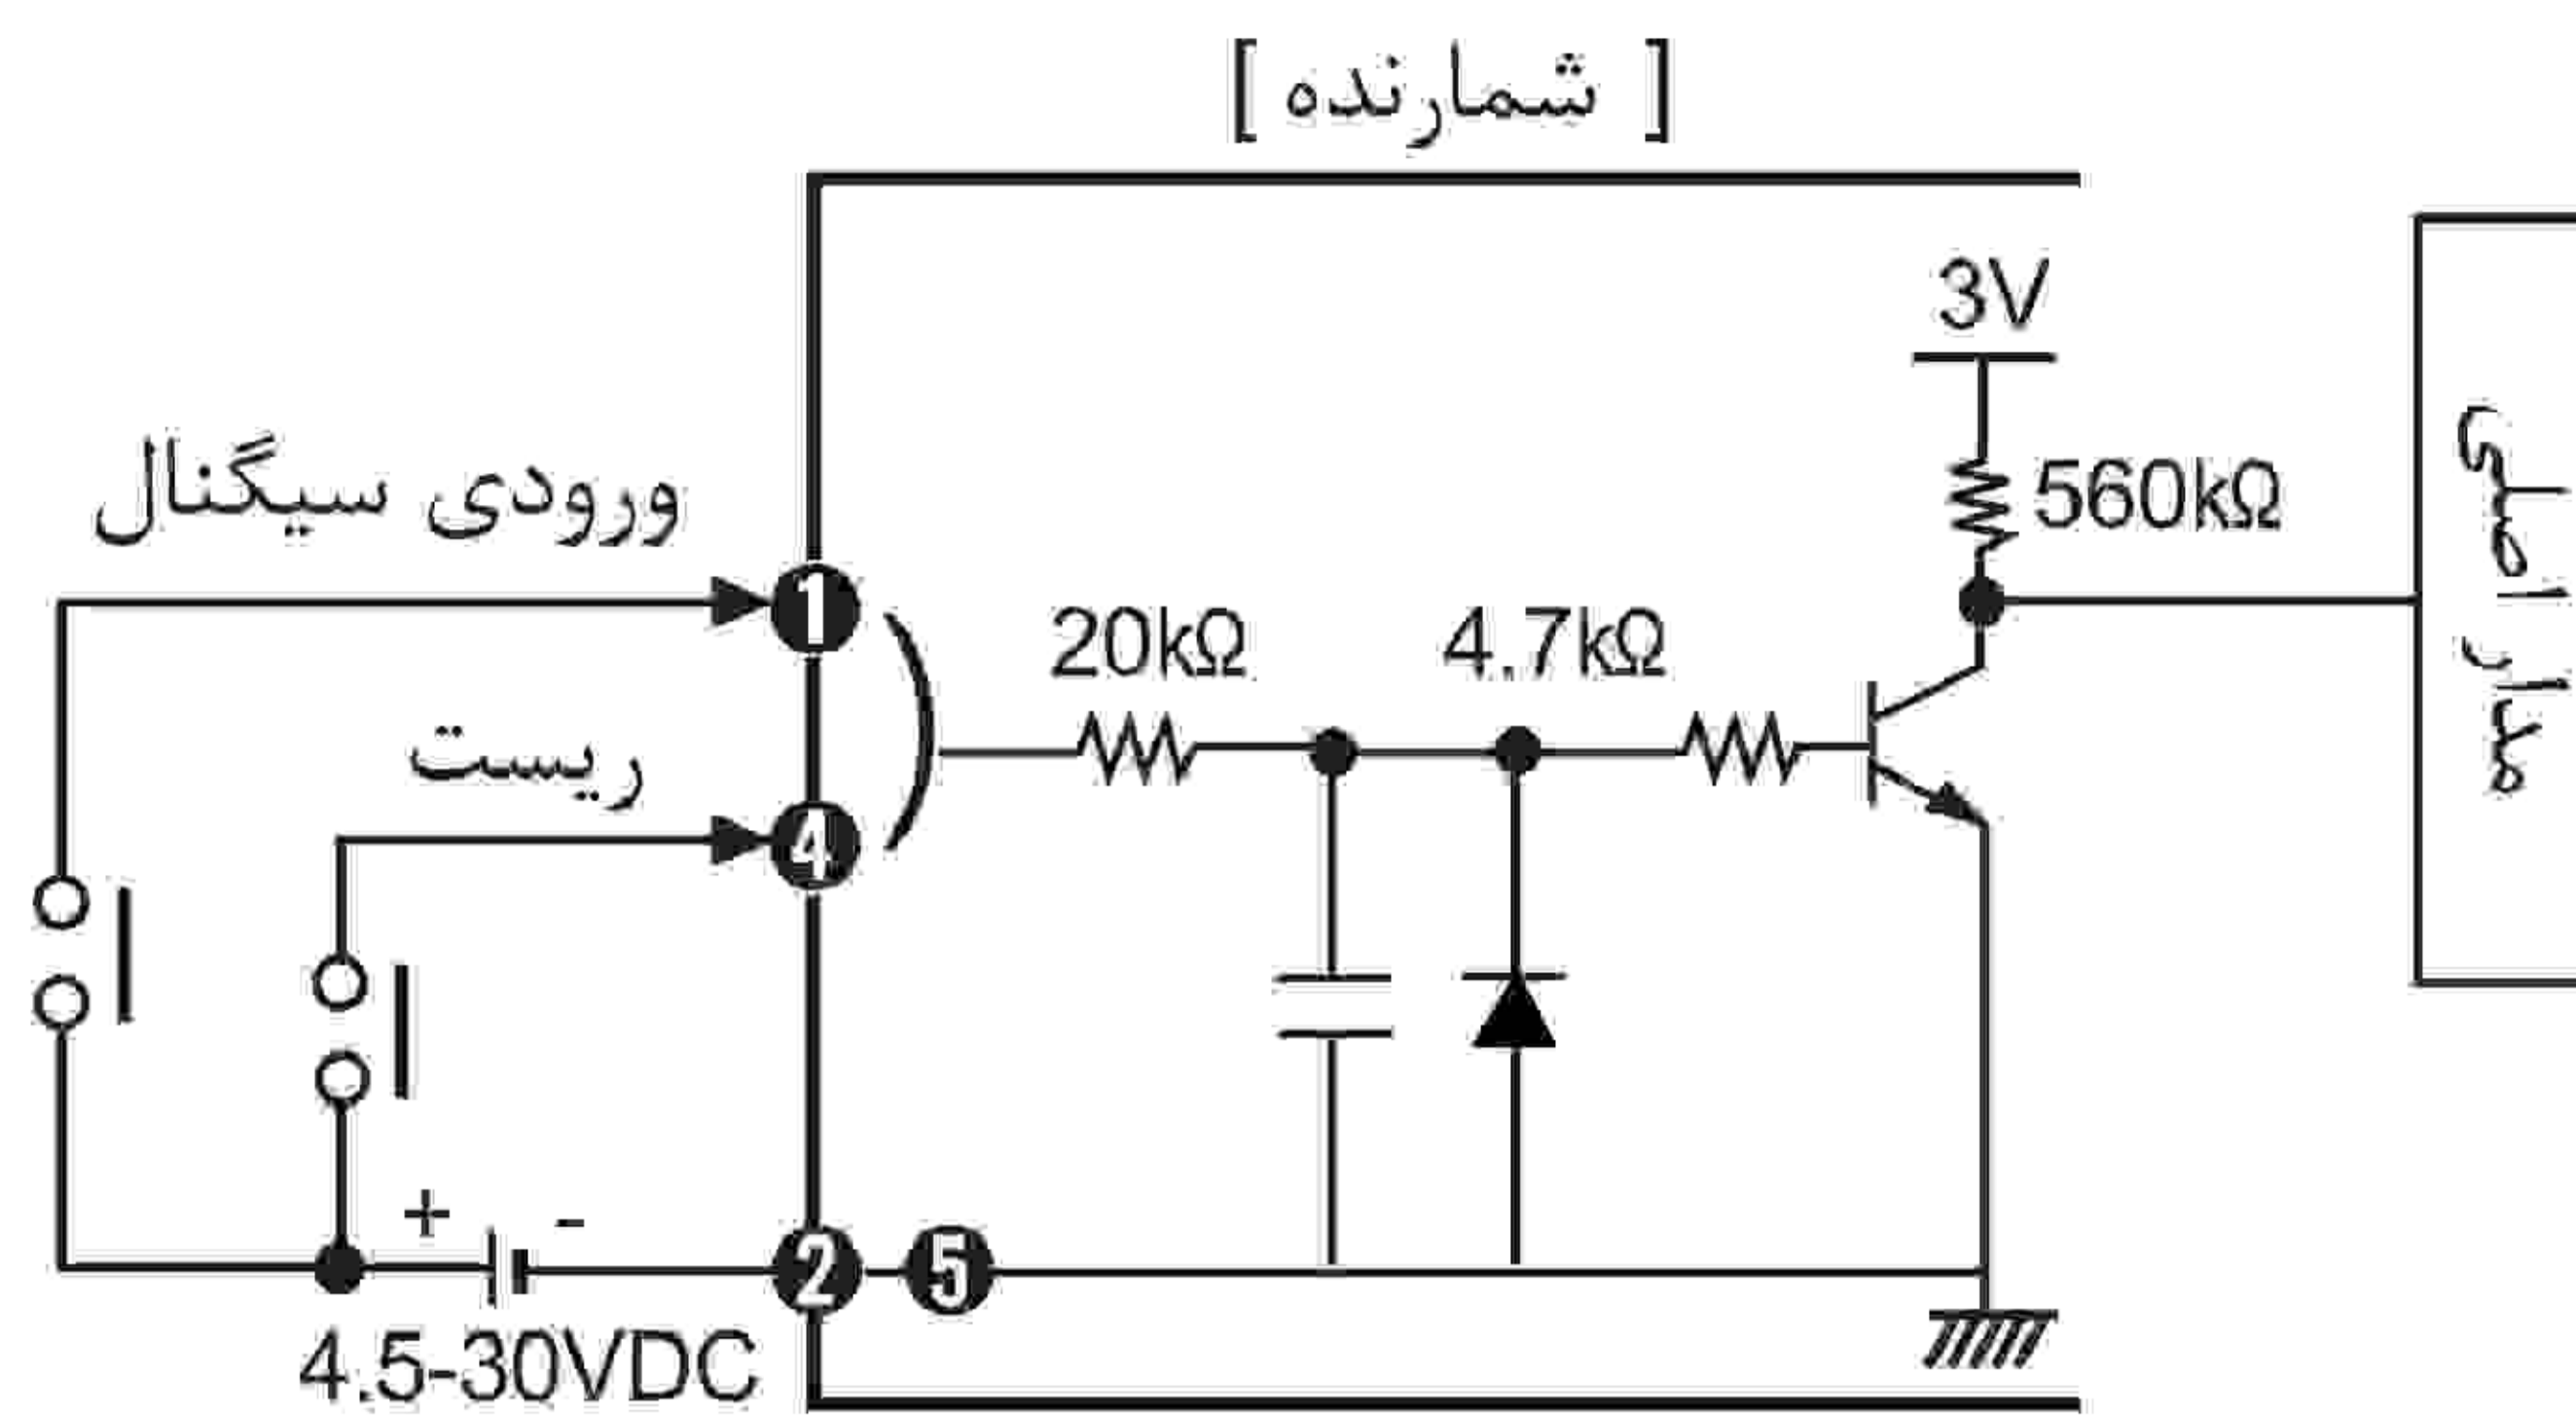 [ شمارنده ]
3V
560kΩ
ورودی سیگنال
1
20kΩ
4.7kΩ
ریست
4
مدار اصلی
+ -
2 5
4.5-30VDC